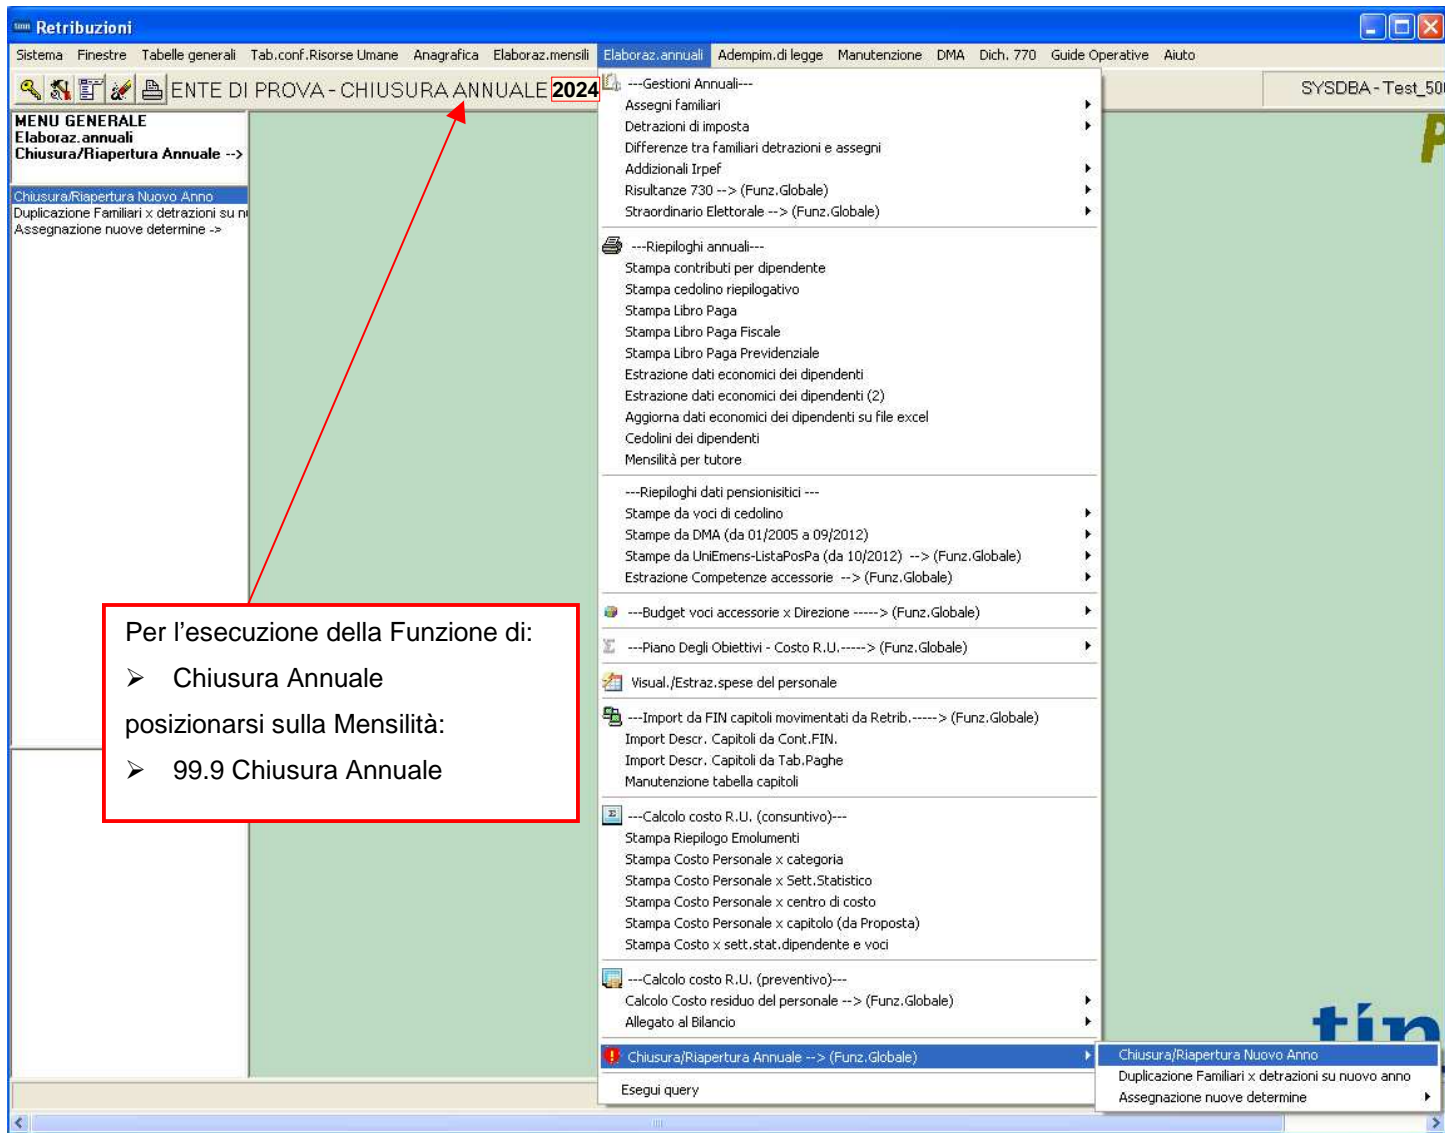 Retribuzioni
Sistema Finestre Tabelle generali Tab.conf.Risorse Umane Anagrafica Elaboraz.mensili Elaboraz.annuali Adempim.di legge Manutenzione DMA Dich. 770 Guide Operative Aiuto
ENTE DI PROVA - CHIUSURA ANNUALE 2024
SYSDBA - Test_50
MENU GENERALE
Elaboraz.annuali
Chiusura/Riapertura Annuale -->
Chiusura/Riapertura Nuovo Anno
Duplicazione Familiari x detrazioni su n
Assegnazione nuove determine ->
---Gestioni Annuali---
Assegni familiari
Detrazioni di imposta
Differenze tra familiari detrazioni e assegni
Addizionali Irpef
Risultanze 730 --> (Funz.Globale)
Straordinario Elettorale --> (Funz.Globale)
---Riepiloghi annuali---
Stampa contributi per dipendente
Stampa cedolino riepilogativo
Stampa Libro Paga
Stampa Libro Paga Fiscale
Stampa Libro Paga Previdenziale
Estrazione dati economici dei dipendenti
Estrazione dati economici dei dipendenti (2)
Aggiorna dati economici dei dipendenti su file excel
Cedolini dei dipendenti
Mensilità per tutore
---Riepiloghi dati pensionisitici ---
Stampe da voci di cedolino
Stampe da DMA (da 01/2005 a 09/2012)
Stampe da UniEmens-ListaPosPa (da 10/2012) --> (Funz.Globale)
Estrazione Competenze accessorie --> (Funz.Globale)
---Budget voci accessorie x Direzione -----> (Funz.Globale)
---Piano Degli Obiettivi - Costo R.U.-----> (Funz.Globale)
Visual./Estraz.spese del personale
---Import da FIN capitoli movimentati da Retrib.-----> (Funz.Globale)
Import Descr. Capitoli da Cont.FIN.
Import Descr. Capitoli da Tab.Paghe
Manutenzione tabella capitoli
---Calcolo costo R.U. (consuntivo)---
Stampa Riepilogo Emolumenti
Stampa Costo Personale x categoria
Stampa Costo Personale x Sett.Statistico
Stampa Costo Personale x centro di costo
Stampa Costo Personale x capitolo (da Proposta)
Stampa Costo x sett.stat.dipendente e voci
---Calcolo costo R.U. (preventivo)---
Calcolo Costo residuo del personale --> (Funz.Globale)
Allegato al Bilancio
Chiusura/Riapertura Annuale --> (Funz.Globale)
Esegui query
Chiusura/Riapertura Nuovo Anno
Duplicazione Familiari x detrazioni su nuovo anno
Assegnazione nuove determine
Per l'esecuzione della Funzione di:
➢ Chiusura Annuale
posizionarsi sulla Mensilità:
➢ 99.9 Chiusura Annuale